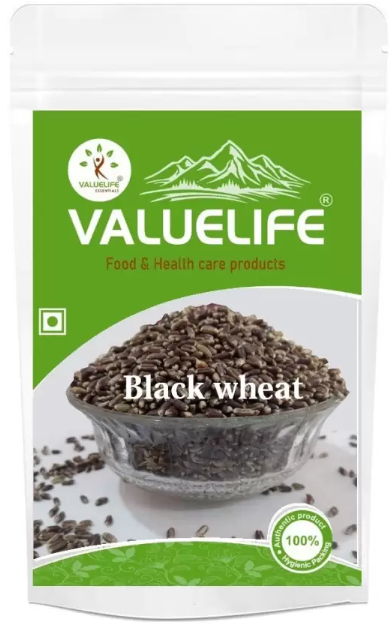 VALUELIFE®
ESSENTIALS
VALUELIFE®
Food & Health care products
Black wheat
Authentic product
100%
Hygienic Packing